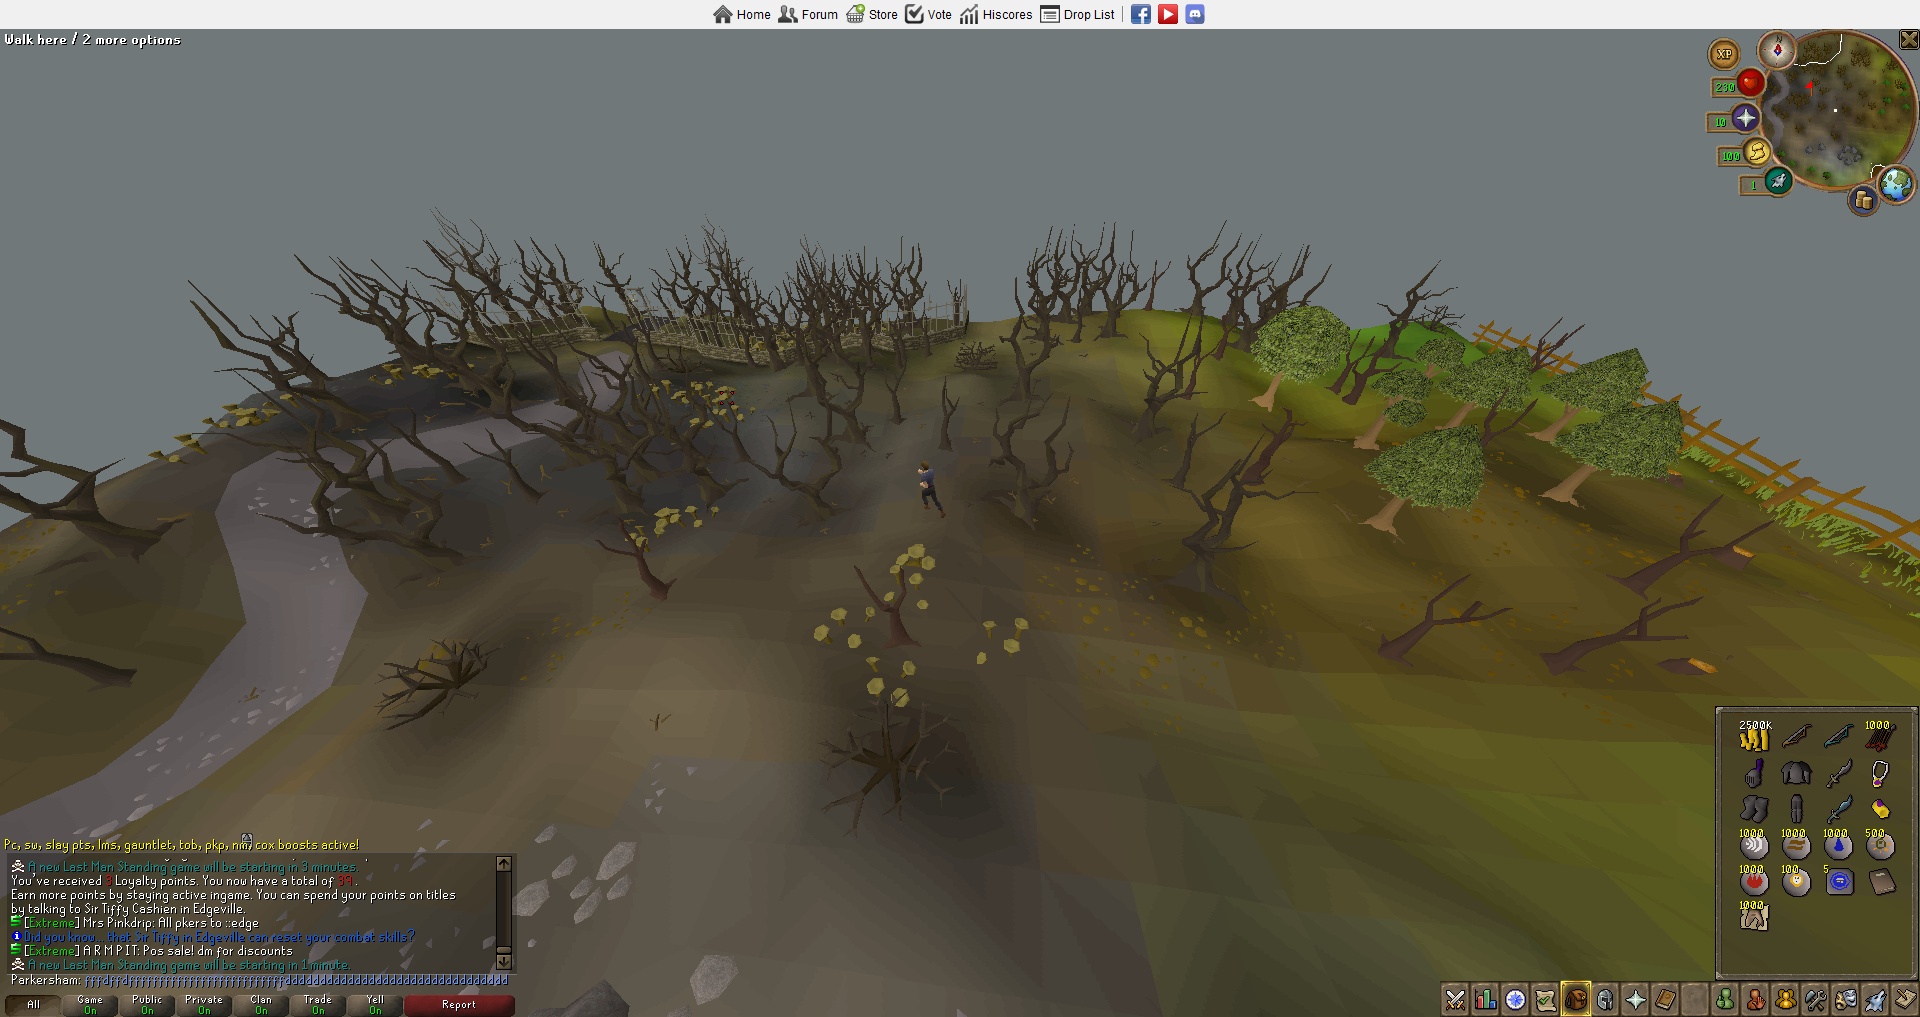 Home Forum Store Vote Hiscores Drop List
Walk here / 2 more options
XP
230
10
100
1
2500K
1000
1000 1000 1000 500
1000 100 5
1000
Pc, sw, slay pts, lms, gauntlet, tob, pkp, nm, cox boosts active!
A new Last Man Standing game will be starting in 3 minutes.
You've received 3 Loyalty points. You now have a total of 39.
Earn more points by staying active ingame. You can spend your points on titles
by talking to Sir Tiffy Cashien in Edgeville.
[Extreme] Mrs Pinkdrip: All pkers to ::edge
Did you know... that Sir Tiffy in Edgeville can reset your combat skills?
[Extreme] A R M P I T: Pos sale! dm for discounts
A new Last Man Standing game will be starting in 1 minute.
Parkersham:
All Game Public Private Clan Trade Yell Report
On On On On On On